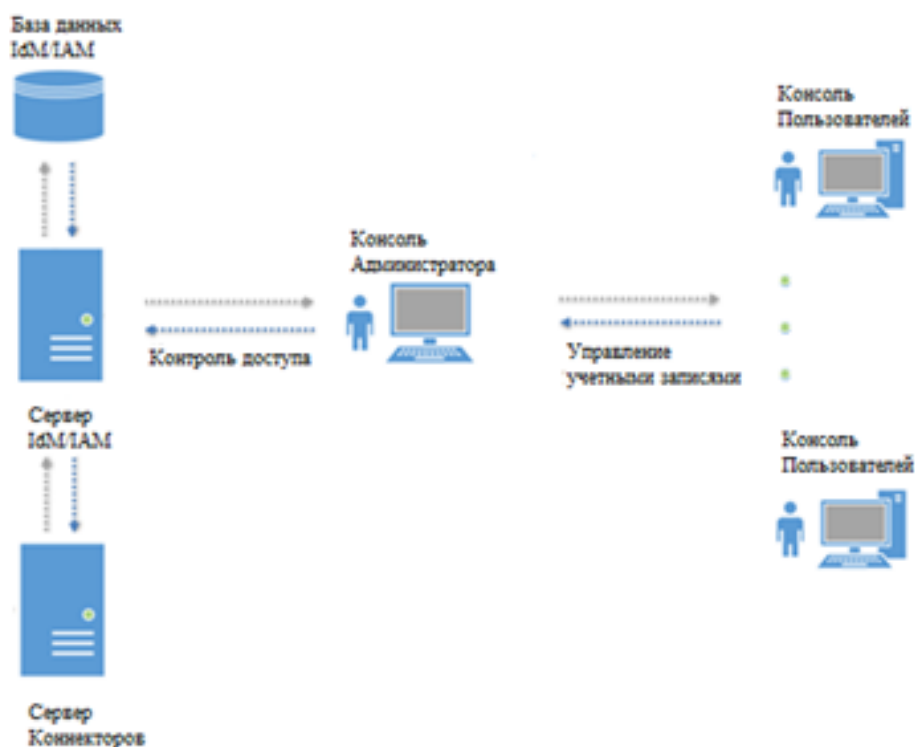 База данных
IdM/IAM
Консоль
Пользователей
Консоль
Администратора
Контроль доступа
Управление
учетными записями
Сервер
IdM/IAM
Консоль
Пользователей
Сервер
Коннекторов